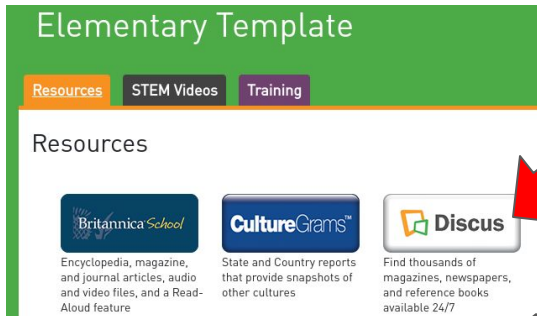 Elementary Template
Resources STEM Videos Training
Resources
Britannica School CultureGrams™ Discus
Encyclopedia, magazine, State and Country reports Find thousands of
and journal articles, audio that provide snapshots of magazines, newspapers,
and video files, and a Read- other cultures and reference books
Aloud feature available 24/7